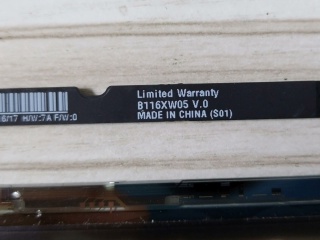 Limited Warranty
B116XW05 V.0
MADE IN CHINA (S01)
H/W:7A F/W:0